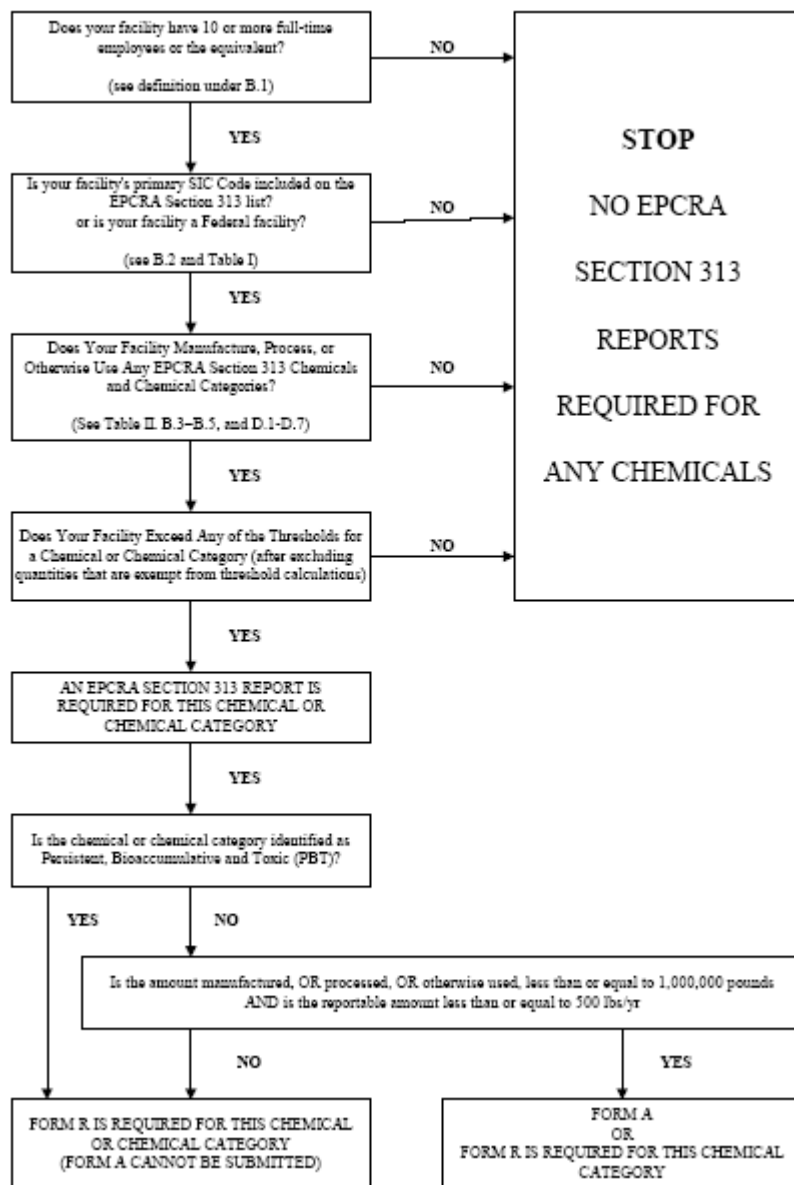 Does your facility have 10 or more full-time
employees or the equivalent?
(see definition under B.1)
NO
YES
STOP
NO EPCRA
SECTION 313
REPORTS
REQUIRED FOR
ANY CHEMICALS
Is your facility's primary SIC Code included on the
EPCRA Section 313 list?
or is your facility a Federal facility?
(see B.2 and Table I)
NO
YES
Does Your Facility Manufacture, Process, or
Otherwise Use Any EPCRA Section 313 Chemicals
and Chemical Categories?
(See Table II. B.3–B.5, and D.1-D.7)
NO
YES
Does Your Facility Exceed Any of the Thresholds for
a Chemical or Chemical Category (after excluding
quantities that are exempt from threshold calculations)
NO
YES
AN EPCRA SECTION 313 REPORT IS
REQUIRED FOR THIS CHEMICAL OR
CHEMICAL CATEGORY
YES
Is the chemical or chemical category identified as
Persistent, Bioaccumulative and Toxic (PBT)?
YES
NO
Is the amount manufactured, OR processed, OR otherwise used, less than or equal to 1,000,000 pounds
AND is the reportable amount less than or equal to 500 lbs/yr
NO
YES
FORM R IS REQUIRED FOR THIS CHEMICAL
OR CHEMICAL CATEGORY
(FORM A CANNOT BE SUBMITTED)
FORM A
OR
FORM R IS REQUIRED FOR THIS CHEMICAL
CATEGORY